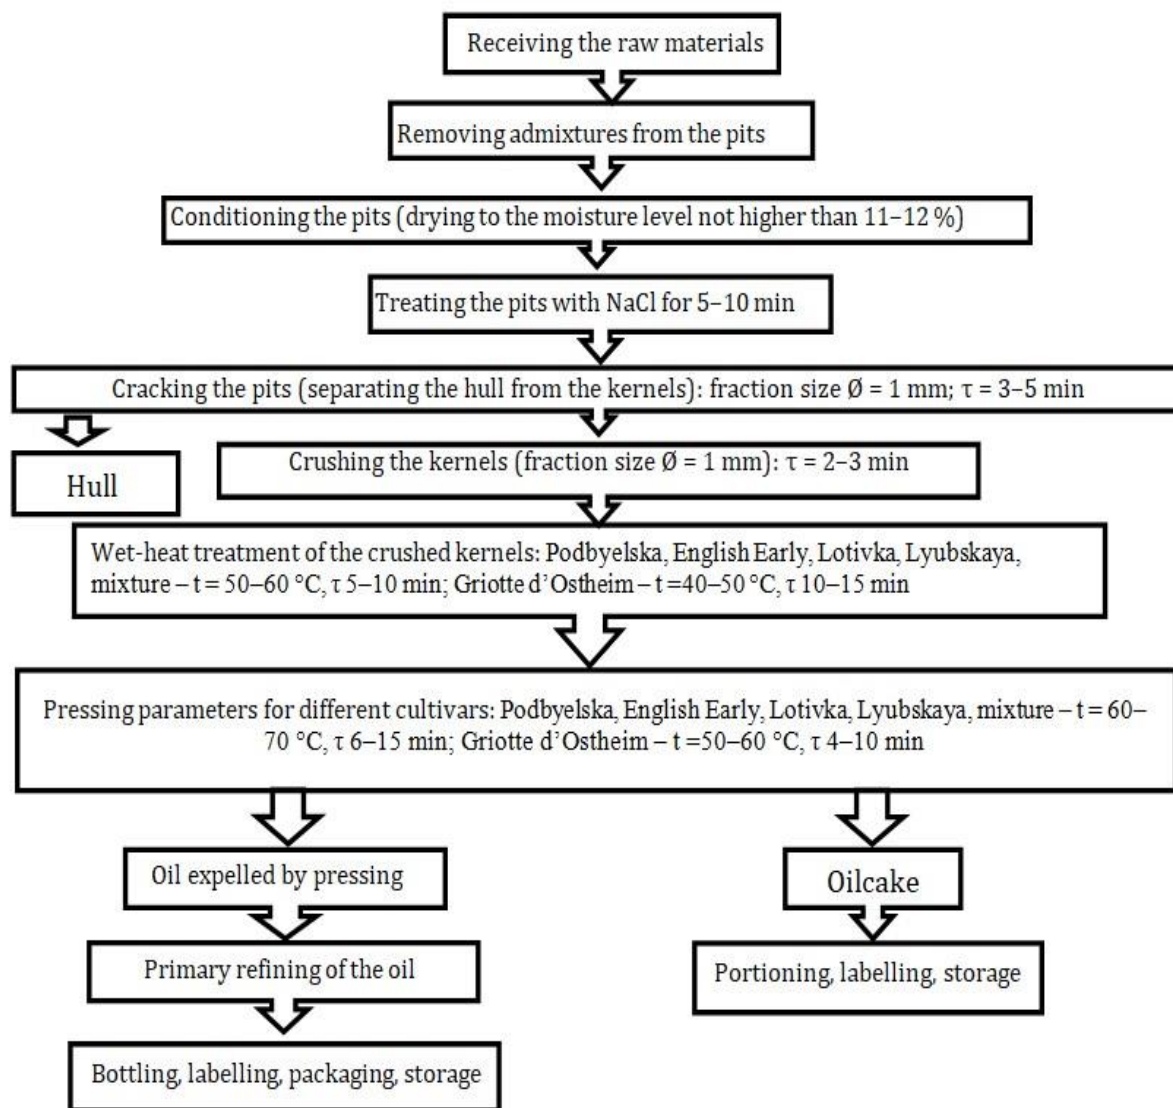 Receiving the raw materials
Removing admixtures from the pits
Conditioning the pits (drying to the moisture level not higher than 11–12 %)
Treating the pits with NaCl for 5–10 min
Cracking the pits (separating the hull from the kernels): fraction size Ø = 1 mm; τ = 3–5 min
Hull
Crushing the kernels (fraction size Ø = 1 mm): τ = 2–3 min
Wet-heat treatment of the crushed kernels: Podbyelska, English Early, Lotivka, Lyubskaya,
mixture – t = 50–60 °C, τ 5–10 min; Griotte d’Ostheim – t =40–50 °C, τ 10–15 min
Pressing parameters for different cultivars: Podbyelska, English Early, Lotivka, Lyubskaya, mixture – t = 60–
70 °C, τ 6–15 min; Griotte d’Ostheim – t =50–60 °C, τ 4–10 min
Oil expelled by pressing
Oilcake
Primary refining of the oil
Portioning, labelling, storage
Bottling, labelling, packaging, storage